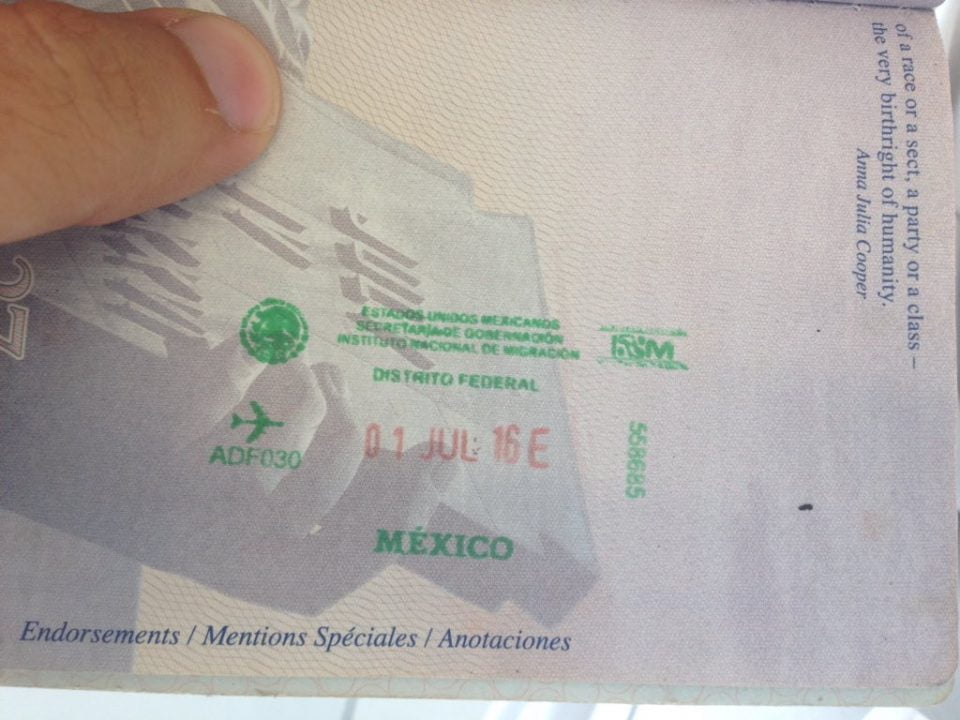 of a race or a sect, a party or a class –
the very birthright of humanity.
Anna Julia Cooper
ESTADOS UNIDOS MEXICANOS
SECRETARÍA DE GOBERNACIÓN
INSTITUTO NACIONAL DE MIGRACIÓN
DISTRITO FEDERAL
ADF030
01 JUL 16 E
558685
MÉXICO
Endorsements / Mentions Spéciales / Anotaciones